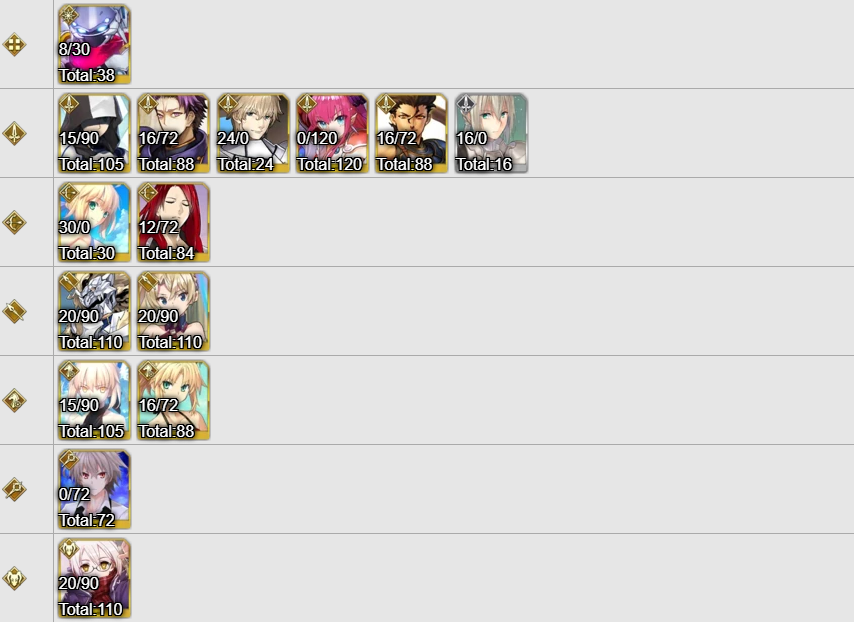 8/30
Total:38
15/90
Total:105
16/72
Total:88
24/0
Total:24
0/120
Total:120
16/72
Total:88
16/0
Total:16
30/0
Total:30
12/72
Total:84
20/90
Total:110
20/90
Total:110
15/90
Total:105
16/72
Total:88
0/72
Total:72
20/90
Total:110